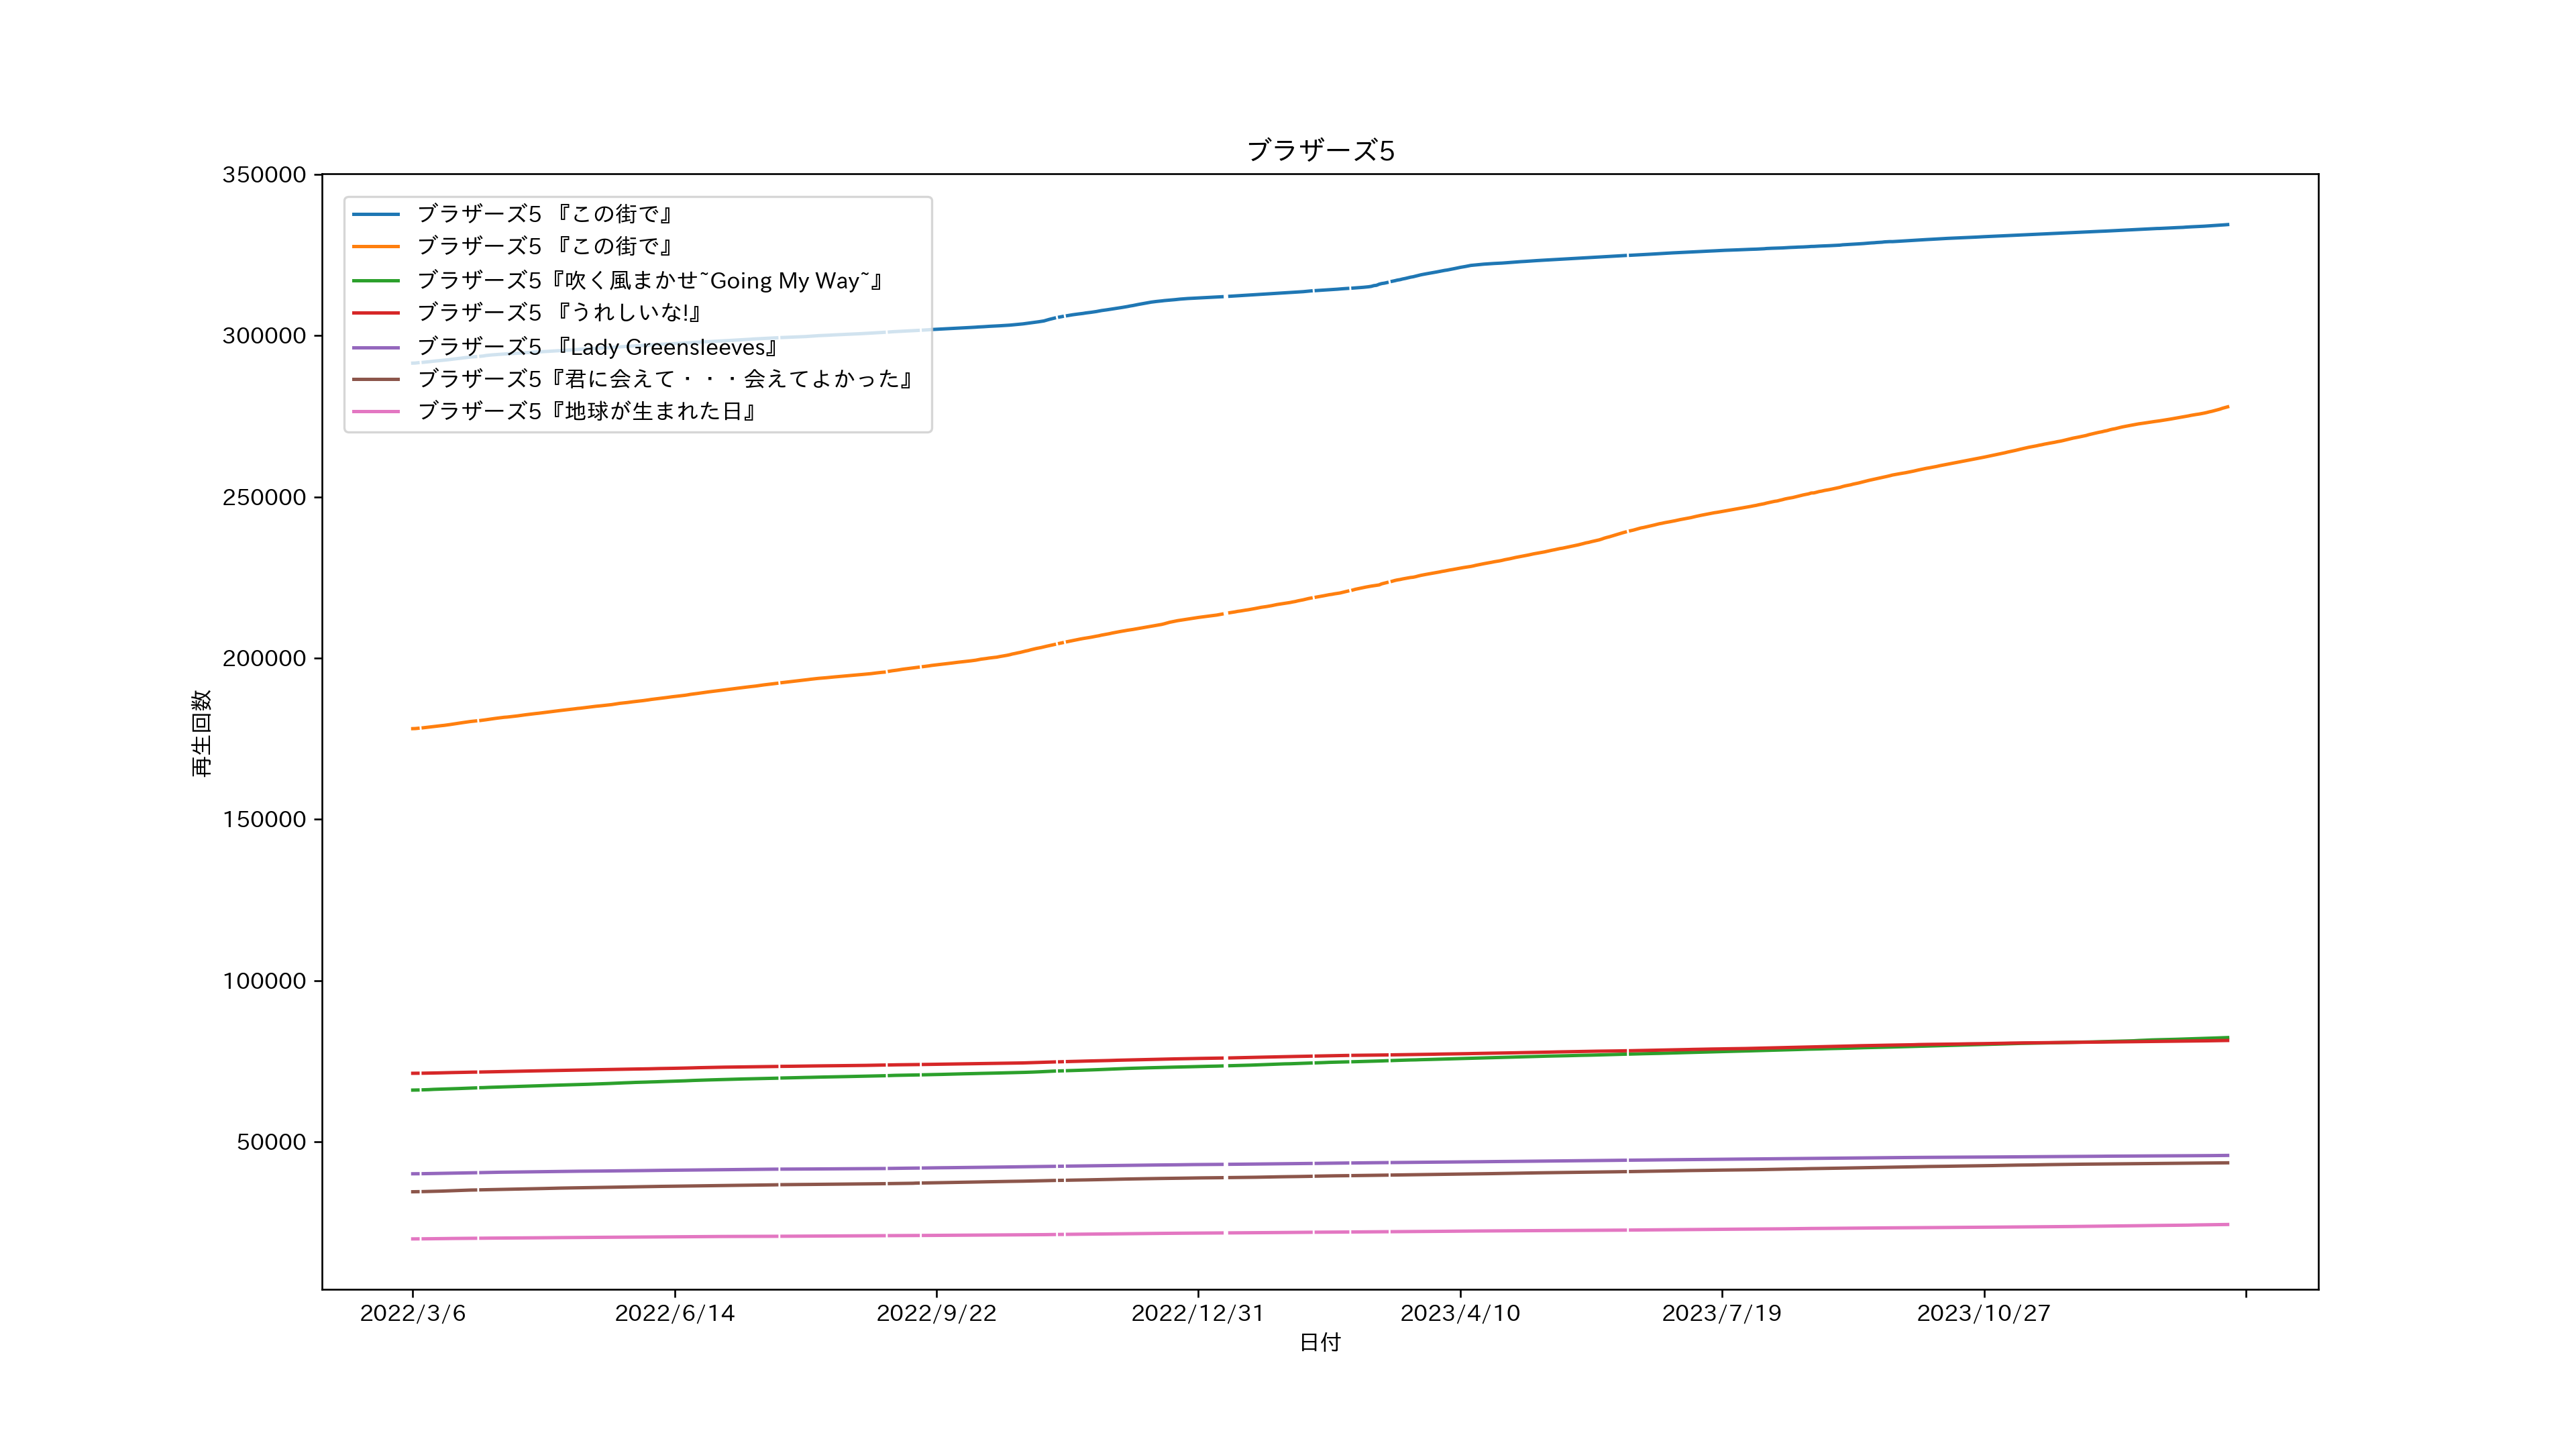 ブラザーズ5
350000
300000
250000
200000
150000
100000
50000
再生回数
ブラザーズ5 『この街で』
ブラザーズ5 『この街で』
ブラザーズ5『吹く風まかせ~Going My Way~』
ブラザーズ5 『うれしいな!』
ブラザーズ5 『Lady Greensleeves』
ブラザーズ5『君に会えて・・・会えてよかった』
ブラザーズ5『地球が生まれた日』
2022/3/6
2022/6/14
2022/9/22
2022/12/31
2023/4/10
2023/7/19
2023/10/27
日付